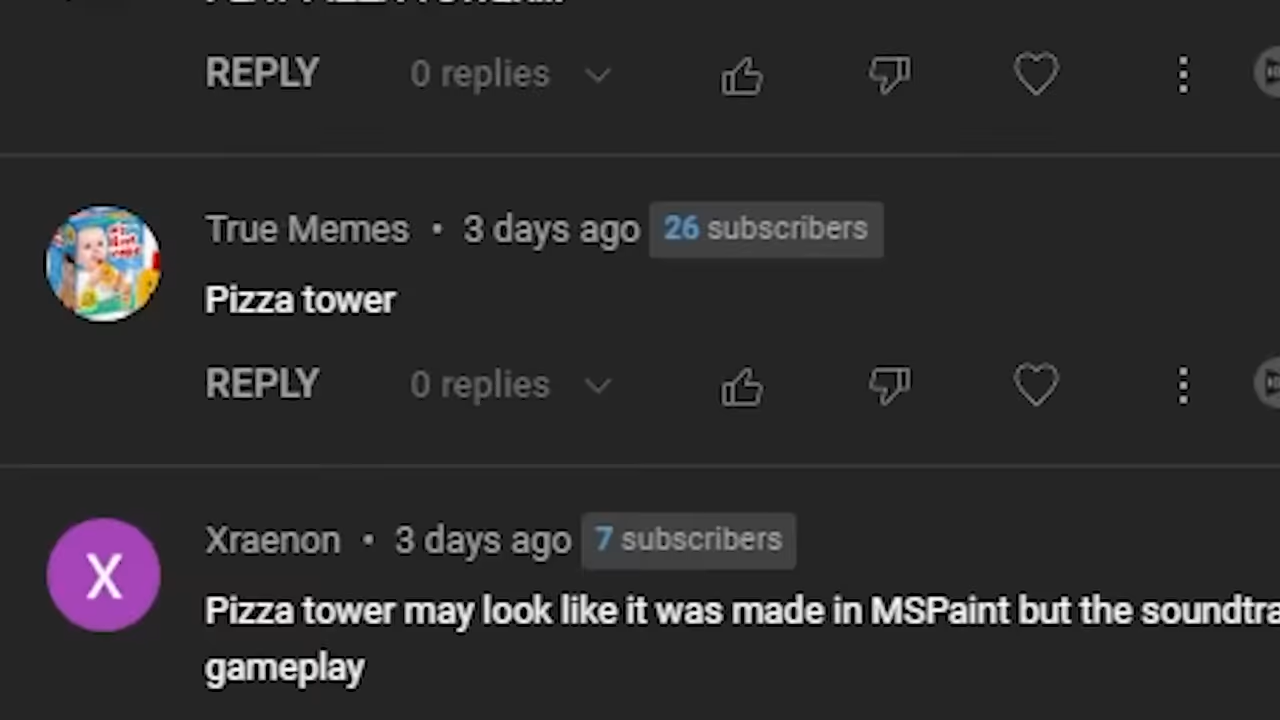 REPLY 0 replies
True Memes • 3 days ago 26 subscribers
Pizza tower
REPLY 0 replies
X Xraenon • 3 days ago 7 subscribers
Pizza tower may look like it was made in MSPaint but the
gameplay